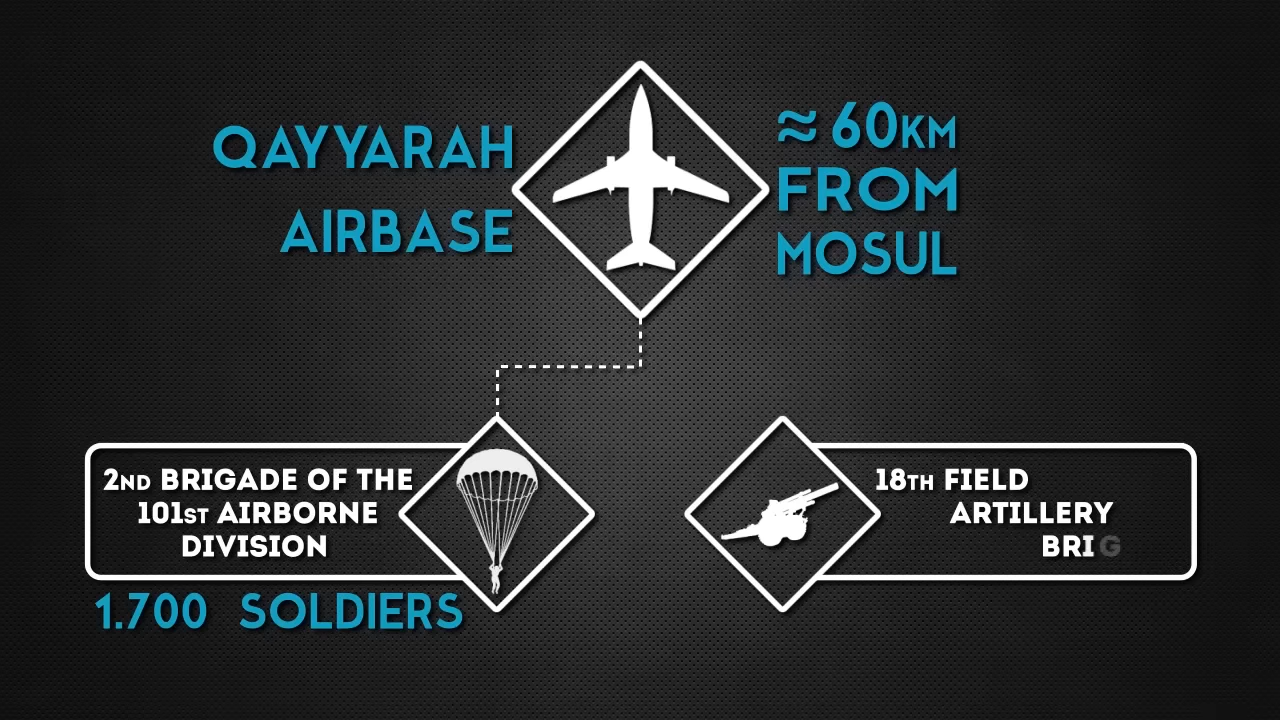 QAYYARAH
AIRBASE
≈ 60KM
FROM
MOSUL
2ND BRIGADE OF THE
101ST AIRBORNE
DIVISION
1.700 SOLDIERS
18TH FIELD
ARTILLERY
BRIG